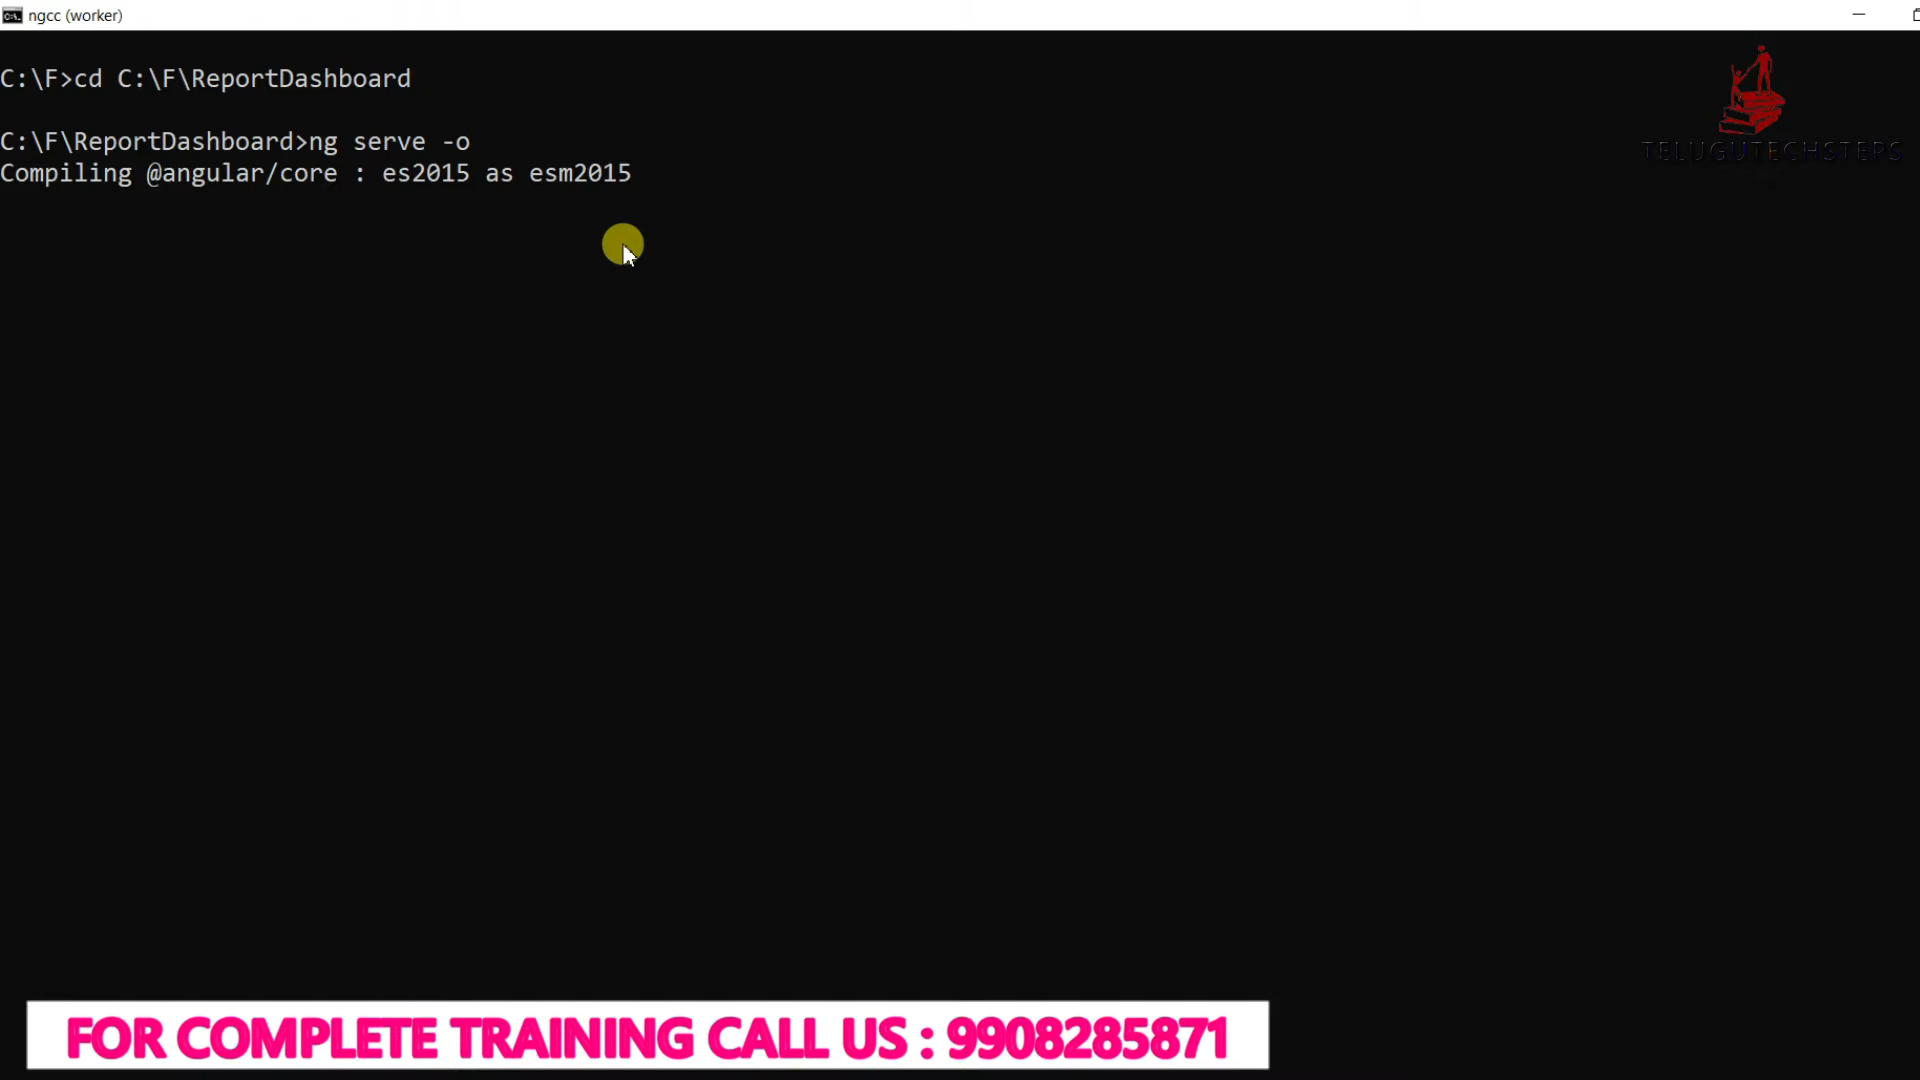 ngcc (worker)
C:\F>cd C:\F\ReportDashboard
TELUGUTECHSTEPS
C:\F\ReportDashboard>ng serve -o
Compiling @angular/core : es2015 as esm2015
FOR COMPLETE TRAINING CALL US : 9908285871